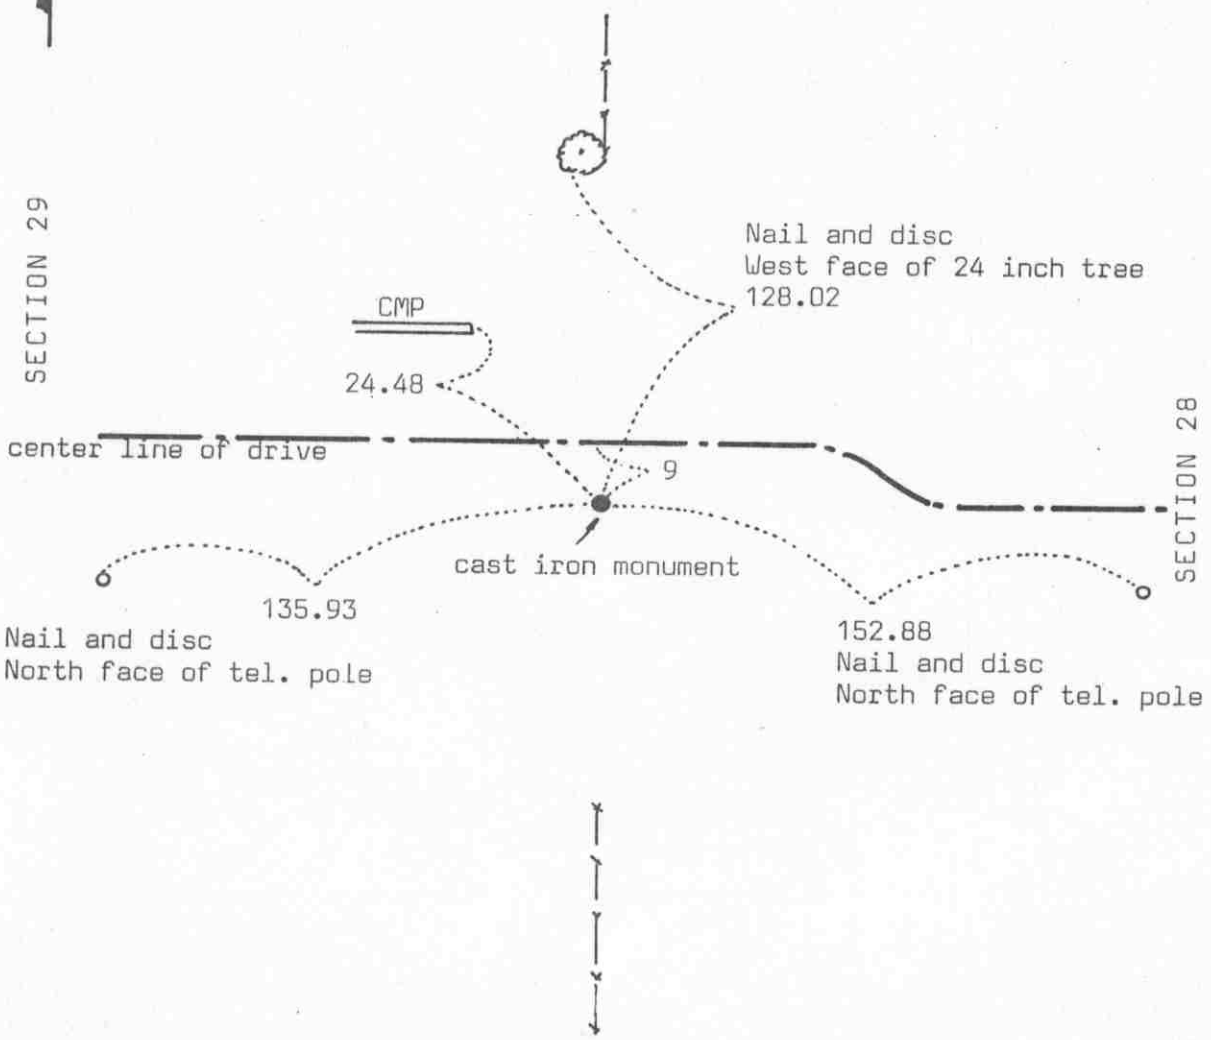 SECTION 29
Nail and disc
West face of 24 inch tree
128.02
CMP
24.48
center line of drive
9
SECTION 28
cast iron monument
135.93
Nail and disc
North face of tel. pole
152.88
Nail and disc
North face of tel. pole